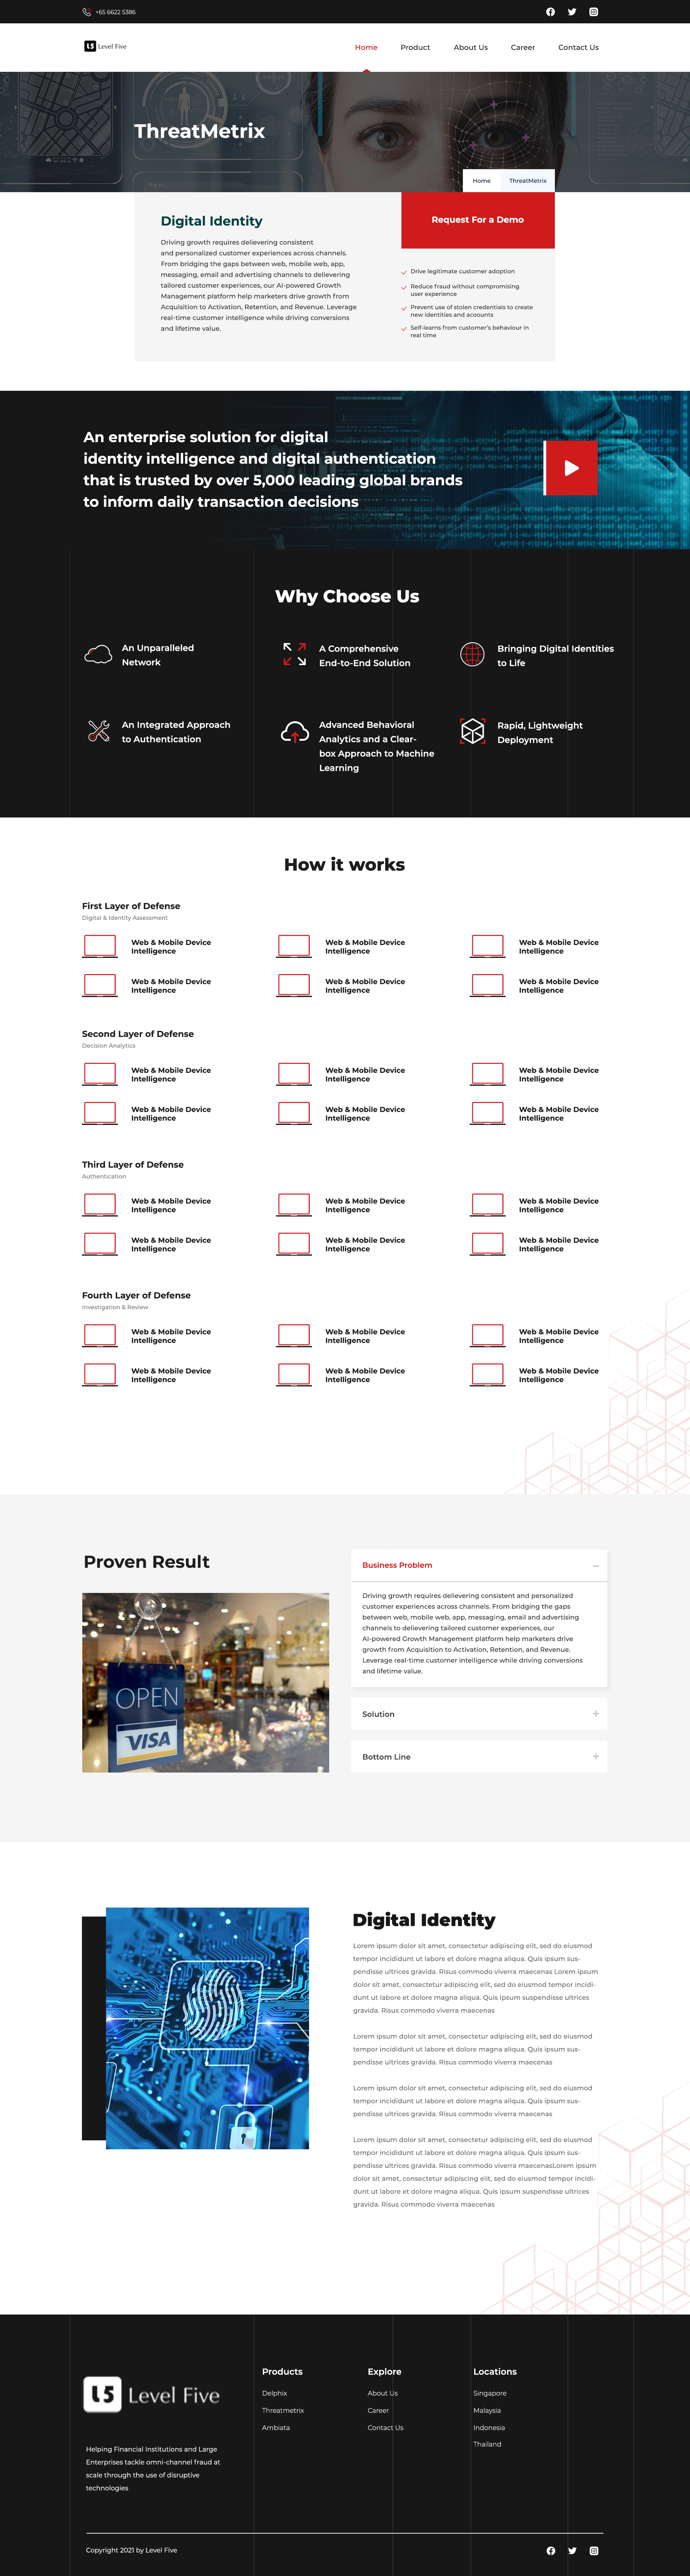 +65 6622 5386
L5 Level Five
Home Product About Us Career Contact Us
ThreatMetrix
Home ThreatMetrix
Digital Identity
Driving growth requires delievering consistent
and personalized customer experiences across channels.
From bridging the gaps between web, mobile web, app,
messaging, email and advertising channels to delievering
tailored customer experiences, our AI-powered Growth
Management platform help marketers drive growth from
Acquisition to Activation, Retention, and Revenue. Leverage
real-time customer intelligence while driving conversions
and lifetime value.
Request For a Demo
Drive legitimate customer adoption
Reduce fraud without compromising
user experience
Prevent use of stolen credentials to create
new identities and acoounts
Self-learns from customer's behaviour in
real time
An enterprise solution for digital
identity intelligence and digital authentication
that is trusted by over 5,000 leading global brands
to inform daily transaction decisions
Why Choose Us
An Unparalleled
Network
A Comprehensive
End-to-End Solution
Bringing Digital Identities
to Life
An Integrated Approach
to Authentication
Advanced Behavioral
Analytics and a Clear-
box Approach to Machine
Learning
Rapid, Lightweight
Deployment
How it works
First Layer of Defense
Digital & Identity Assessment
Web & Mobile Device
Intelligence
Web & Mobile Device
Intelligence
Web & Mobile Device
Intelligence
Web & Mobile Device
Intelligence
Web & Mobile Device
Intelligence
Web & Mobile Device
Intelligence
Second Layer of Defense
Decision Analytics
Web & Mobile Device
Intelligence
Web & Mobile Device
Intelligence
Web & Mobile Device
Intelligence
Web & Mobile Device
Intelligence
Web & Mobile Device
Intelligence
Web & Mobile Device
Intelligence
Third Layer of Defense
Authentication
Web & Mobile Device
Intelligence
Web & Mobile Device
Intelligence
Web & Mobile Device
Intelligence
Web & Mobile Device
Intelligence
Web & Mobile Device
Intelligence
Web & Mobile Device
Intelligence
Fourth Layer of Defense
Investigation & Review
Web & Mobile Device
Intelligence
Web & Mobile Device
Intelligence
Web & Mobile Device
Intelligence
Web & Mobile Device
Intelligence
Web & Mobile Device
Intelligence
Web & Mobile Device
Intelligence
Proven Result
OPEN
VISA
Business Problem
Driving growth requires delievering consistent and personalized
customer experiences across channels. From bridging the gaps
between web, mobile web, app, messaging, email and advertising
channels to delievering tailored customer experiences, our
AI-powered Growth Management platform help marketers drive
growth from Acquisition to Activation, Retention, and Revenue.
Leverage real-time customer intelligence while driving conversions
and lifetime value.
Solution
Bottom Line
Digital Identity
Lorem ipsum dolor sit amet, consectetur adipiscing elit, sed do eiusmod
tempor incididunt ut labore et dolore magna aliqua. Quis ipsum sus-
pendisse ultrices gravida. Risus commodo viverra maecenas Lorem ipsum
dolor sit amet, consectetur adipiscing elit, sed do eiusmod tempor incidi-
dunt ut labore et dolore magna aliqua. Quis ipsum suspendisse ultrices
gravida. Risus commodo viverra maecenas
Lorem ipsum dolor sit amet, consectetur adipiscing elit, sed do eiusmod
tempor incididunt ut labore et dolore magna aliqua. Quis ipsum sus-
pendisse ultrices gravida. Risus commodo viverra maecenas
Lorem ipsum dolor sit amet, consectetur adipiscing elit, sed do eiusmod
tempor incididunt ut labore et dolore magna aliqua. Quis ipsum sus-
pendisse ultrices gravida. Risus commodo viverra maecenas
Lorem ipsum dolor sit amet, consectetur adipiscing elit, sed do eiusmod
tempor incididunt ut labore et dolore magna aliqua. Quis ipsum sus-
pendisse ultrices gravida. Risus commodo viverra maecenasLorem ipsum
dolor sit amet, consectetur adipiscing elit, sed do eiusmod tempor incidi-
dunt ut labore et dolore magna aliqua. Quis ipsum suspendisse ultrices
gravida. Risus commodo viverra maecenas
L5 Level Five
Helping Financial Institutions and Large
Enterprises tackle omni-channel fraud at
scale through the use of disruptive
technologies
Products
Delphix
Threatmetrix
Ambiata
Explore
About Us
Career
Contact Us
Locations
Singapore
Malaysia
Indonesia
Thailand
Copyright 2021 by Level Five